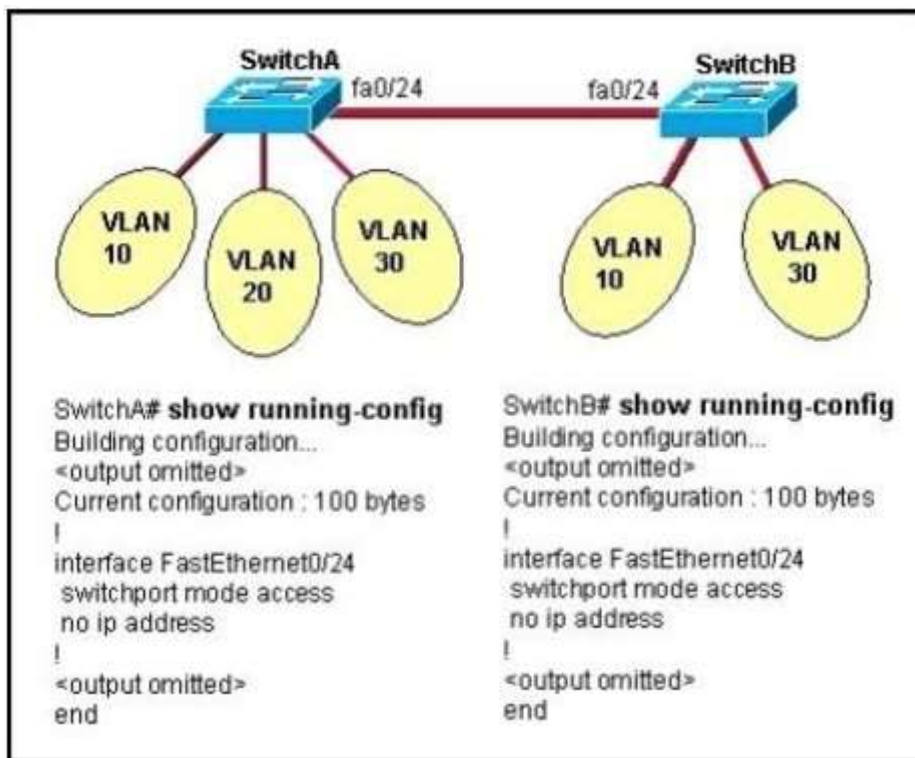 SwitchA
SwitchB
fa0/24
fa0/24
VLAN
10
VLAN
20
VLAN
30
VLAN
10
VLAN
30
SwitchA# show running-config
Building configuration...
<output omitted>
Current configuration : 100 bytes
!
interface FastEthernet0/24
switchport mode access
no ip address
!
<output omitted>
end
SwitchB# show running-config
Building configuration...
<output omitted>
Current configuration : 100 bytes
!
interface FastEthernet0/24
switchport mode access
no ip address
!
<output omitted>
end